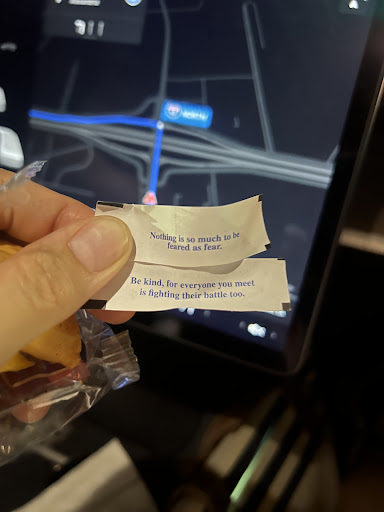 Nothing is so much to be
feared as fear.
Be kind, for everyone you meet
is fighting their battle too.